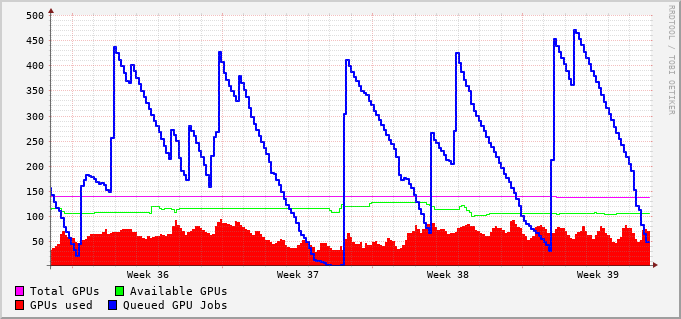 500
450
400
350
300
250
200
150
100
50
Week 36 Week 37 Week 38 Week 39
Total GPUs Available GPUs
GPUs used Queued GPU Jobs
RRDTOOL / TOBI OETIKER